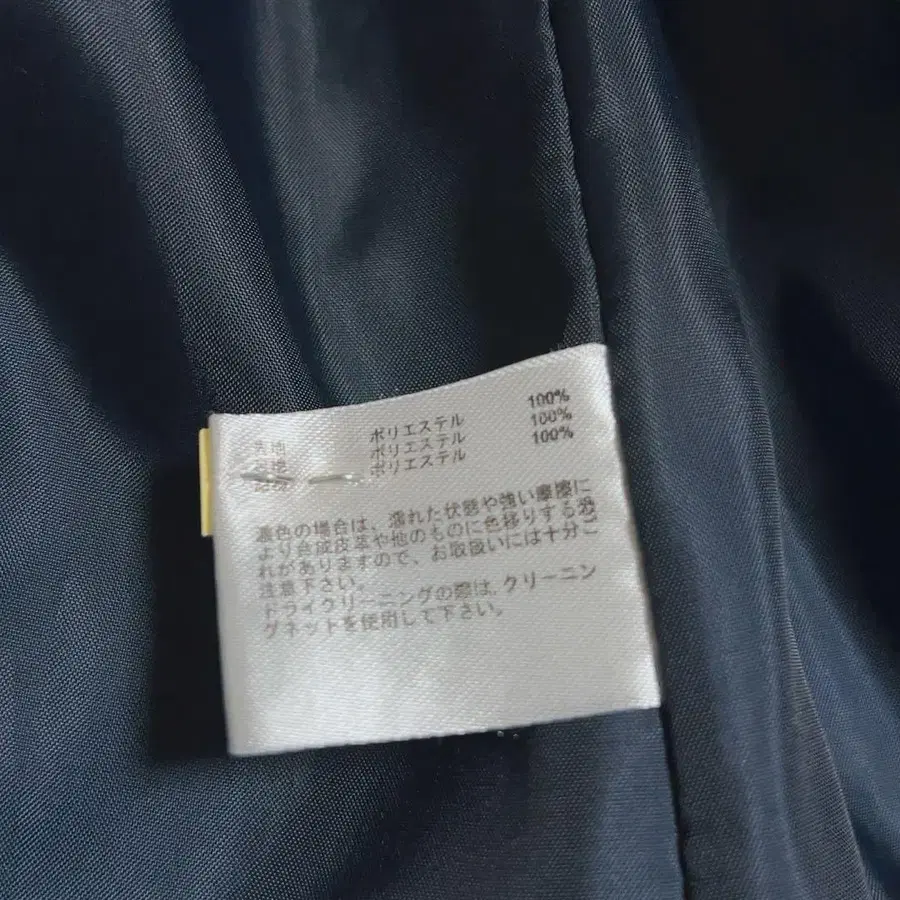 ポリエステル 100%
ポリエステル 100%
ポリエステル 100%
濃色の場合は、濡れた状態や強い摩擦に
より合成皮革や他のものに色移りする恐
れがありますので、お取扱いには十分ご
注意下さい。
ドライクリーニングの際は、クリーニン
グネットを使用して下さい。